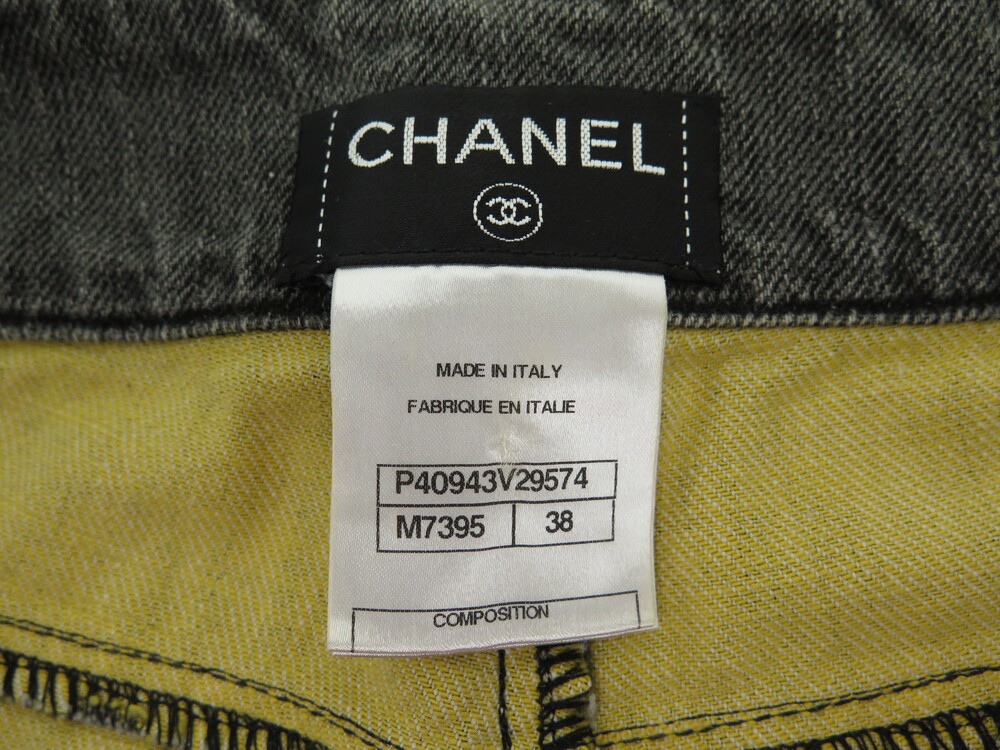 CHANEL
MADE IN ITALY
FABRIQUE EN ITALIE
P40943V29574
M7395 38
COMPOSITION